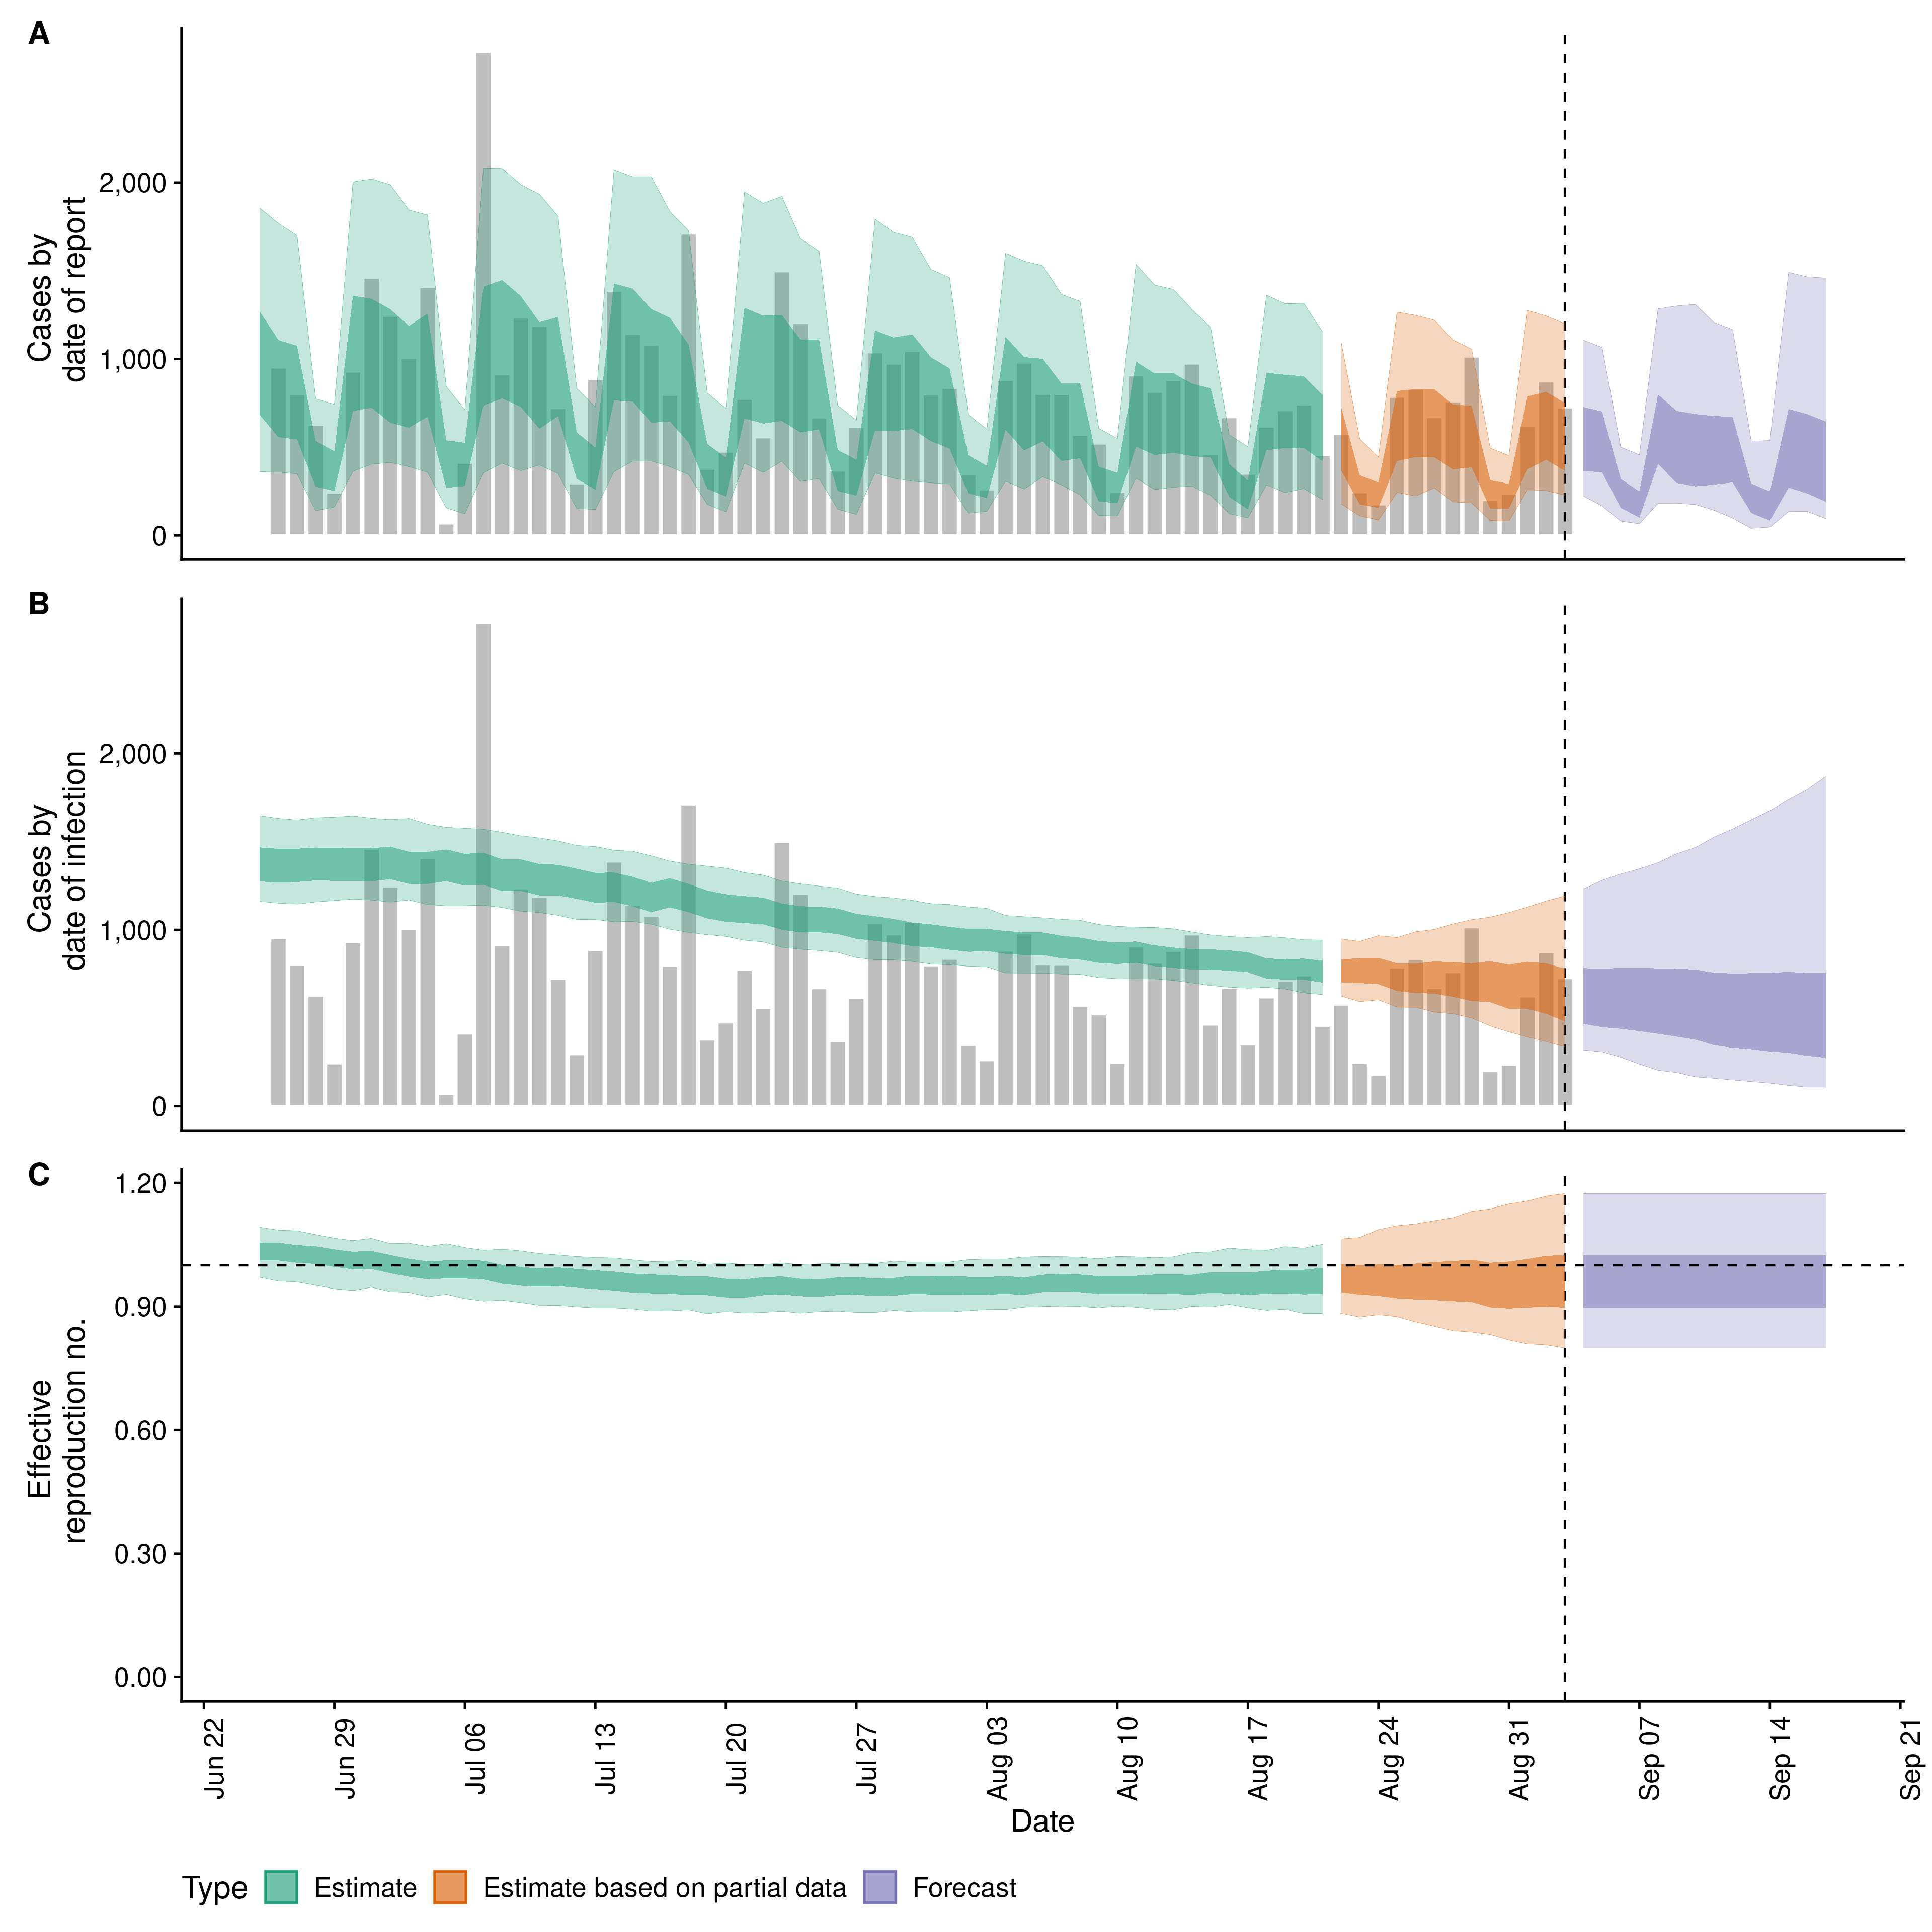 A
Cases by
date of report
2,000
1,000
0
B
Cases by
date of infection
2,000
1,000
0
C
Effective
reproduction no.
1.20
0.90
0.60
0.30
0.00
Jun 22
Jun 29
Jul 06
Jul 13
Jul 20
Jul 27
Aug 03
Aug 10
Aug 17
Aug 24
Aug 31
Sep 07
Sep 14
Sep 21
Date
Type Estimate Estimate based on partial data Forecast